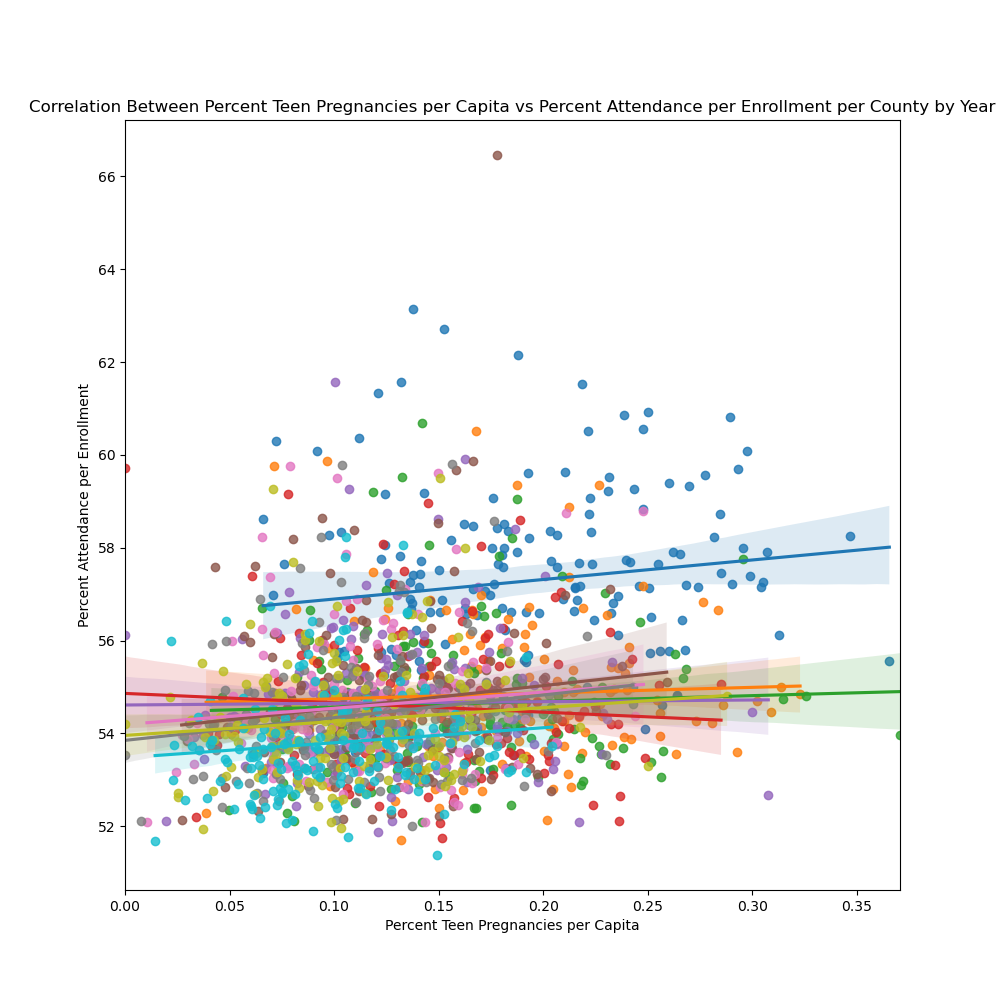 Correlation Between Percent Teen Pregnancies per Capita vs Percent Attendance per Enrollment per County by Year
66
64
62
60
58
56
54
52
Percent Attendance per Enrollment
0.00 0.05 0.10 0.15 0.20 0.25 0.30 0.35
Percent Teen Pregnancies per Capita